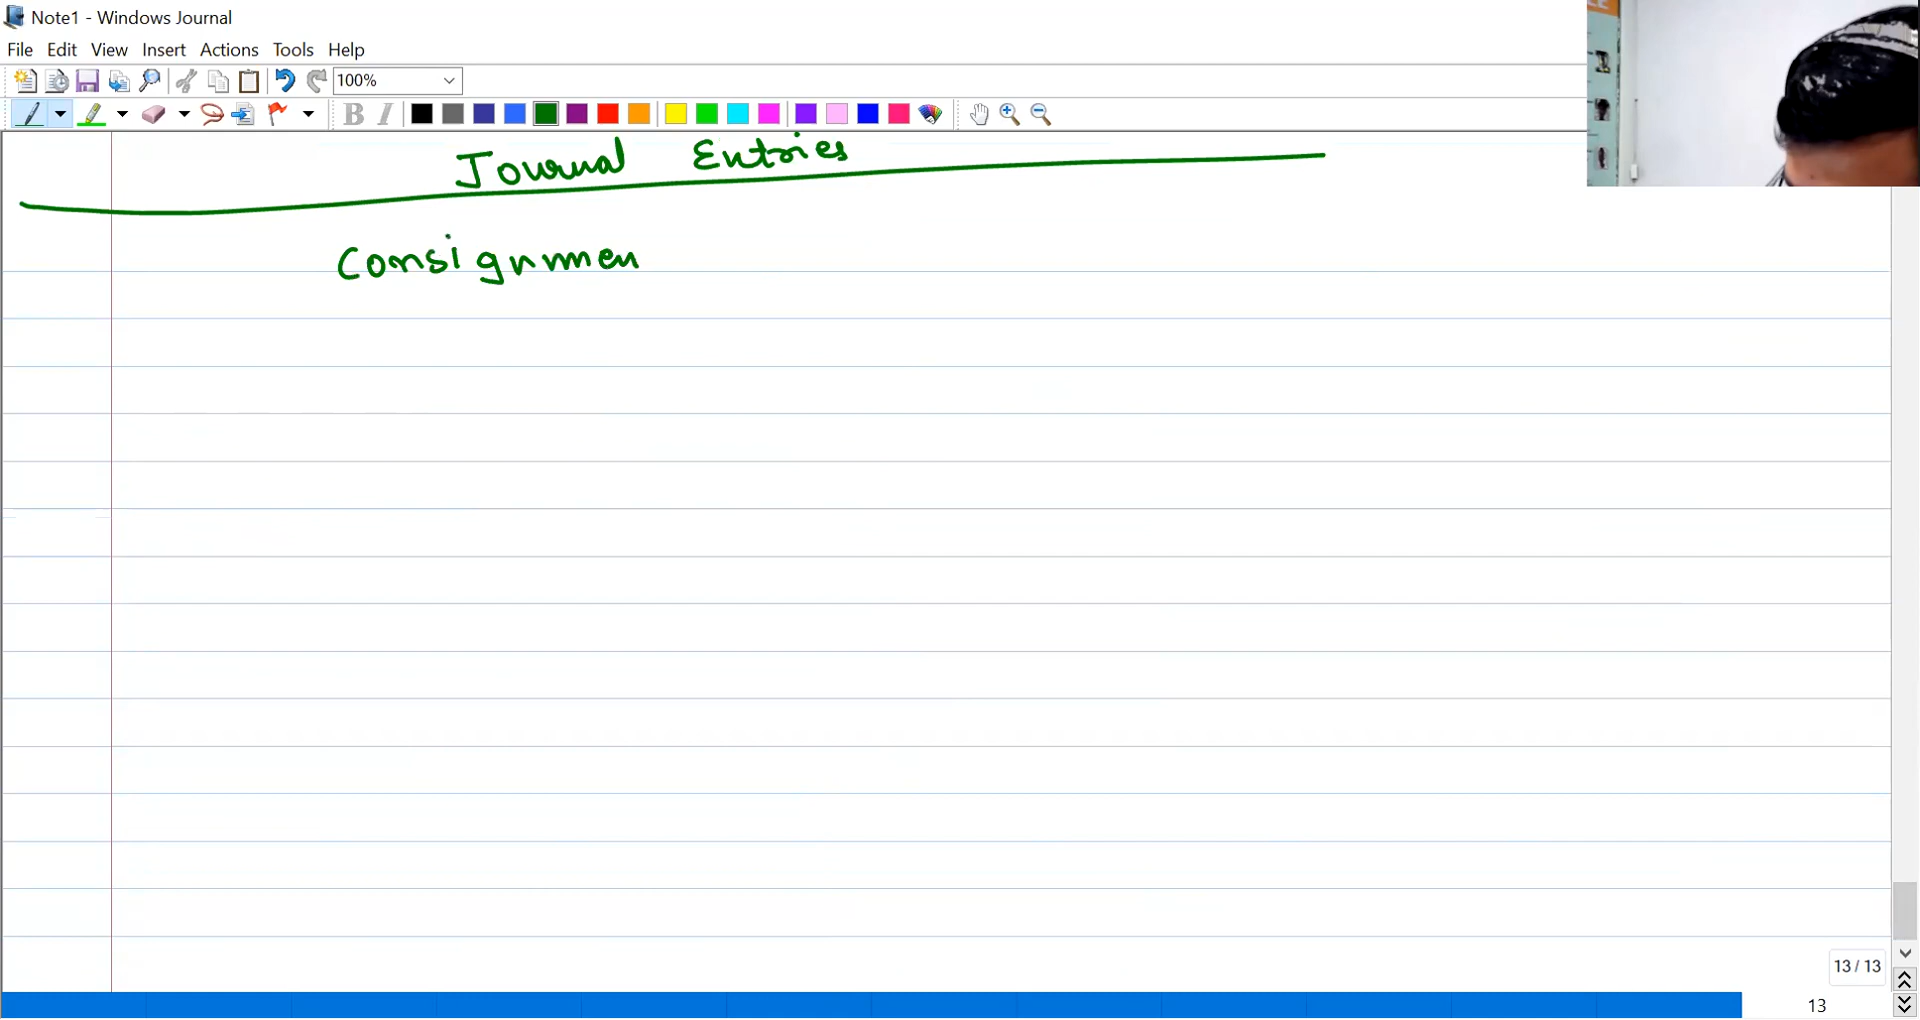 Note1 - Windows Journal
File Edit View Insert Actions Tools Help
100%
B I
Journal Entries
Consignmen
13 / 13
13